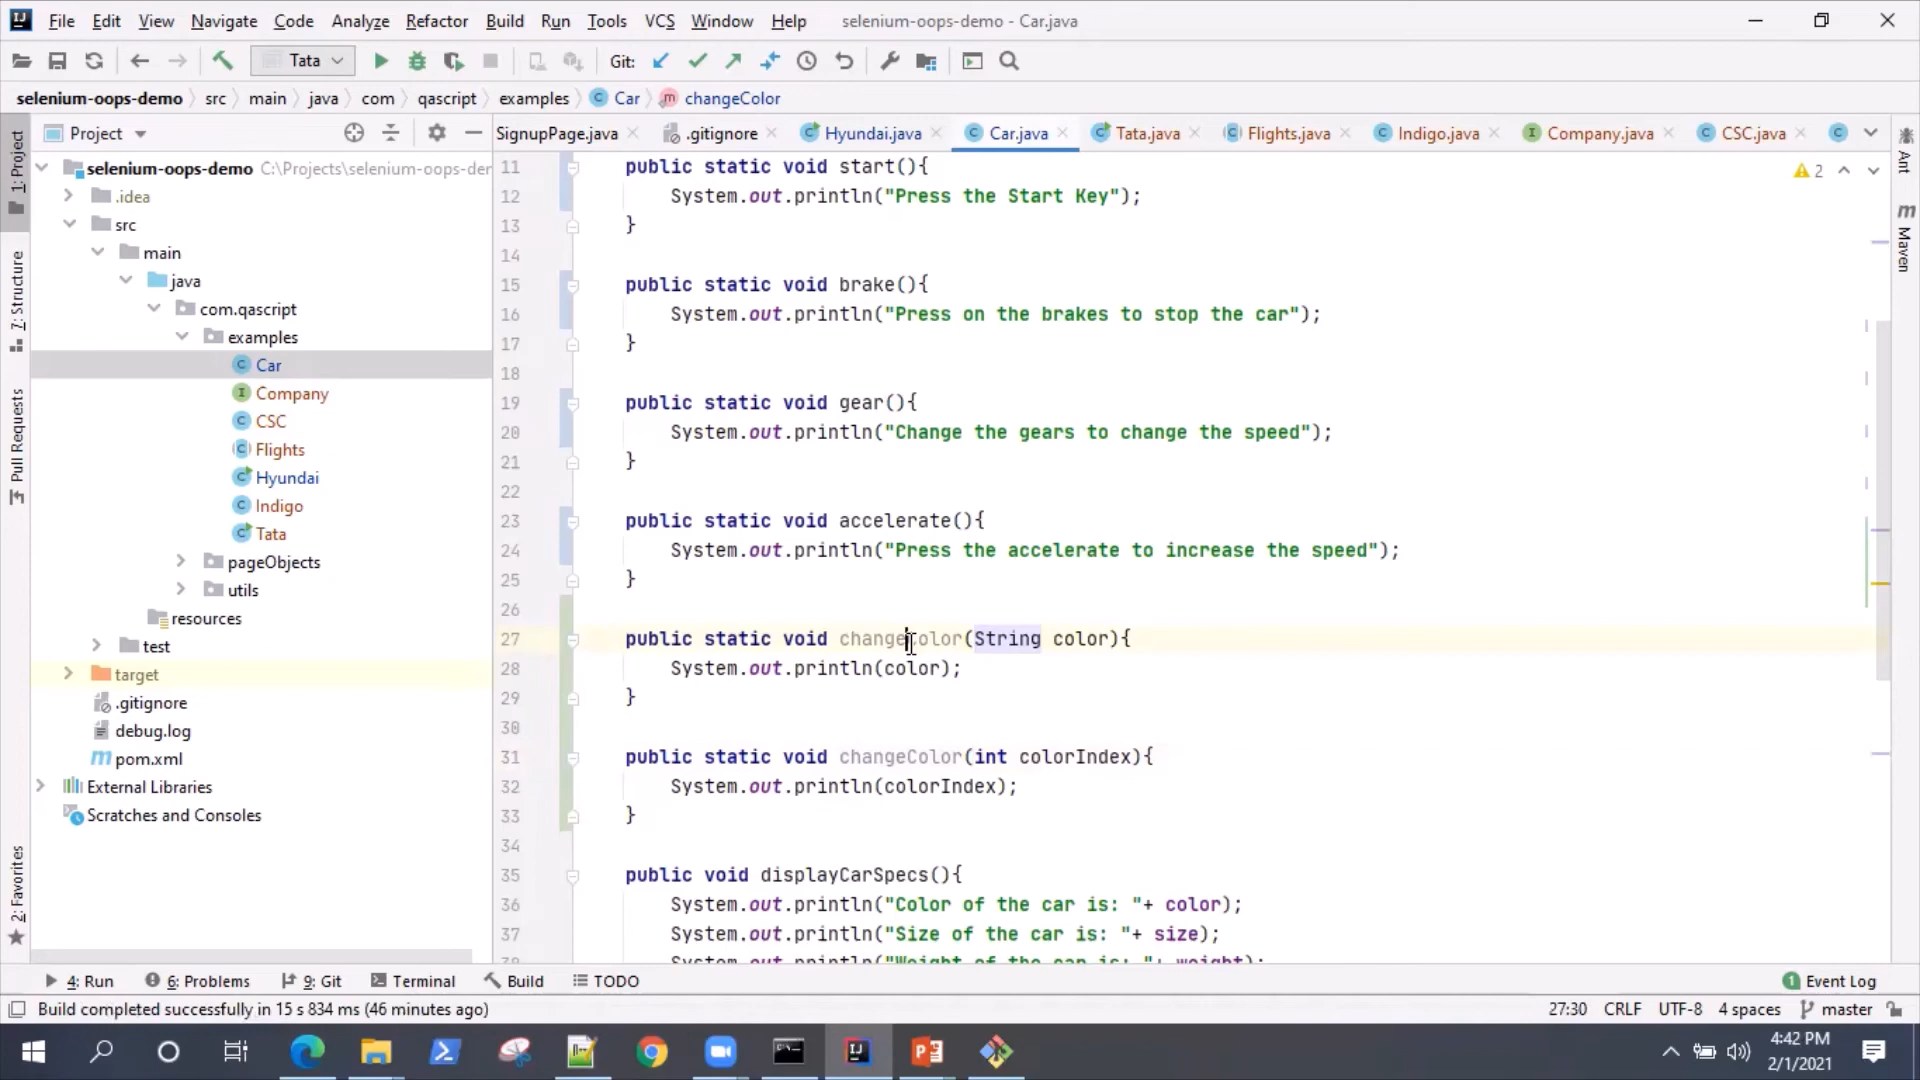 File Edit View Navigate Code Analyze Refactor Build Run Tools VCS Window Help selenium-oops-demo - Car.java
Tata Git:
selenium-oops-demo src main java com qascript examples Car changeColor
Project
SignupPage.java .gitignore Hyundai.java Car.java Tata.java Flights.java Indigo.java Company.java CSC.java
1: Project
7: Structure
Pull Requests
2: Favorites
selenium-oops-demo C:\Projects\selenium-oops-der
.idea
src
main
java
com.qascript
examples
Car
Company
CSC
Flights
Hyundai
Indigo
Tata
pageObjects
utils
resources
test
target
.gitignore
debug.log
pom.xml
External Libraries
Scratches and Consoles
11 public static void start(){
12 System.out.println("Press the Start Key");
13 }
14
15 public static void brake(){
16 System.out.println("Press on the brakes to stop the car");
17 }
18
19 public static void gear(){
20 System.out.println("Change the gears to change the speed");
21 }
22
23 public static void accelerate(){
24 System.out.println("Press the accelerate to increase the speed");
25 }
26
27 public static void changeColor(String color){
28 System.out.println(color);
29 }
30
31 public static void changeColor(int colorIndex){
32 System.out.println(colorIndex);
33 }
34
35 public void displayCarSpecs(){
36 System.out.println("Color of the car is: "+ color);
37 System.out.println("Size of the car is: "+ size);
38 System.out.println("Weight of the car is: "+ weight);
2
Ant
Maven
4: Run 6: Problems 9: Git Terminal Build TODO 1 Event Log
Build completed successfully in 15 s 834 ms (46 minutes ago) 27:30 CRLF UTF-8 4 spaces master
4:42 PM
2/1/2021